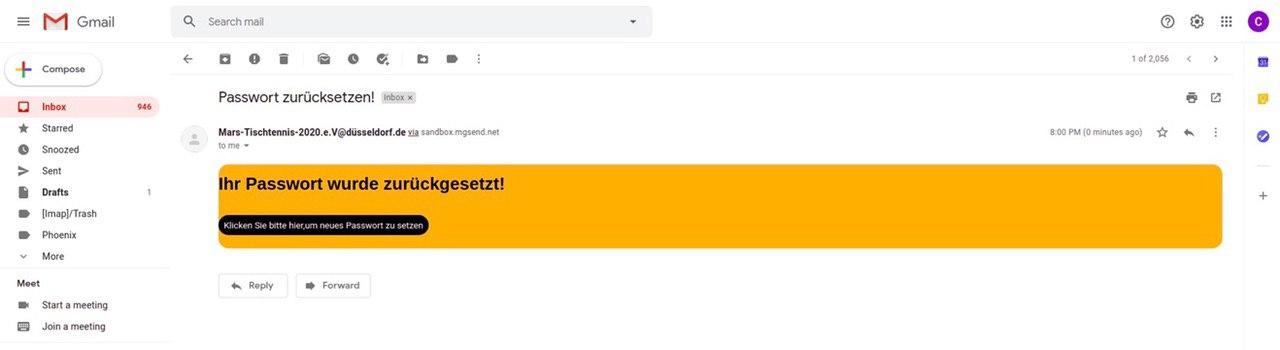 Gmail
Search mail
C
Compose
1 of 2,056
31
Inbox 946
Passwort zurücksetzen! Inbox ×
Starred
Mars-Tischtennis-2020.e.V@düsseldorf.de via sandbox.mgsend.net 8:00 PM (0 minutes ago)
to me
Snoozed
Sent
Drafts 1
[Imap]/Trash
Phoenix
More
Ihr Passwort wurde zurückgesetzt!
Klicken Sie bitte hier,um neues Passwort zu setzen
Reply Forward
Meet
Start a meeting
Join a meeting